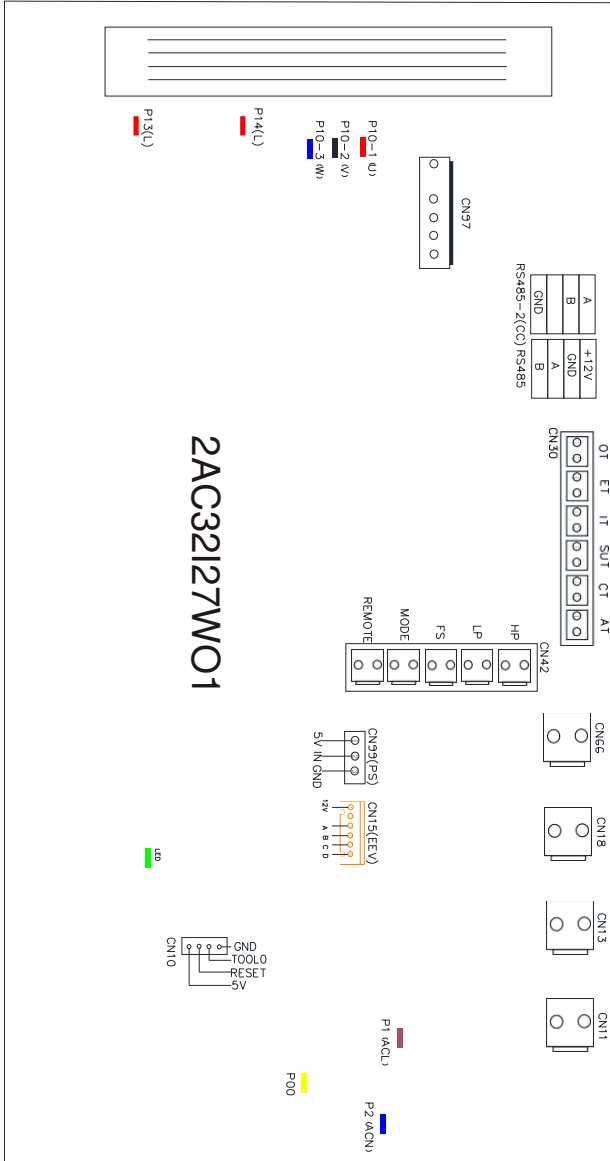 P13(L)
P14(L)
P10-3 (W)
P10-2 (V)
P10-1 (U)
CN97
A
B
GND
RS485-2(CC)
+12V
GND
A
B
RS485
CN30
OT
ET
IT
SUT
CT
AT
2AC32I27WO1
REMOTE
MODE
FS
LP
HP
CN42
CN66
CN99(PS)
5V IN GND
CN15(EEV)
12V
A B C D
CN18
LED
CN13
CN10
GND
TOOLO
RESET
5V
CN11
P1 (ACL)
P00
P2 (ACN)